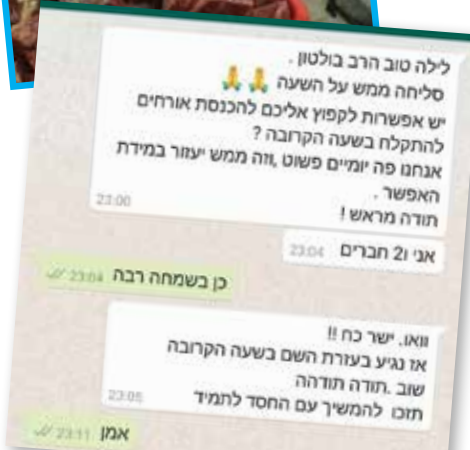 לילה טוב הרב בולטון .
סליחה ממש על השעה 🙏🙏
יש אפשרות לקפוץ אליכם להכנסת אורחים
להתקלח בשעה הקרובה ?
אנחנו פה יומיים פשוט ,וזה ממש יעזור במידת
האפשר .
תודה מראש !
23:00
אני ו2 חברים 23:04
כן בשמחה רבה 23:04
וואו. ישר כח !!
אז נגיע בעזרת השם בשעה הקרובה
שוב .תודה תודהה
תזכו להמשיך עם החסד לתמיד 23:05
אמן 23:11